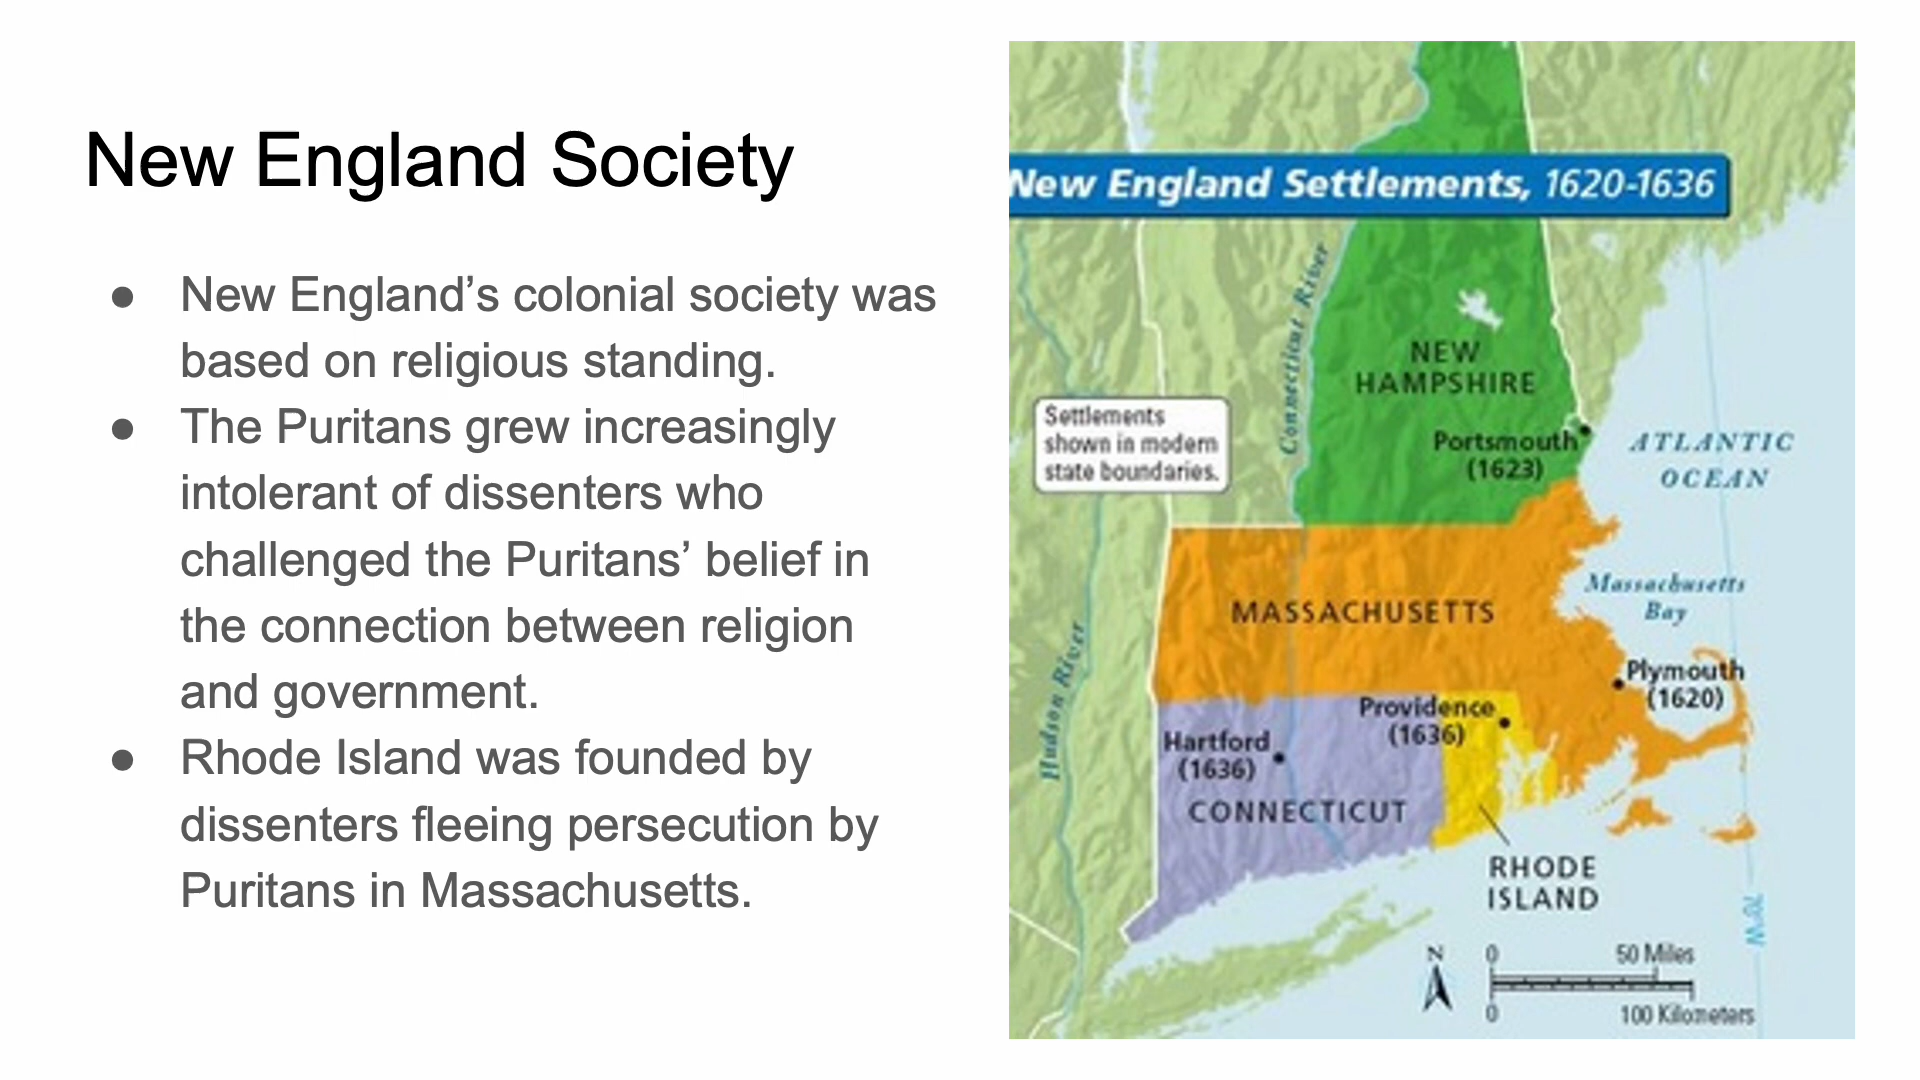 New England Society
● New England’s colonial society was
based on religious standing.
● The Puritans grew increasingly
intolerant of dissenters who
challenged the Puritans’ belief in
the connection between religion
and government.
● Rhode Island was founded by
dissenters fleeing persecution by
Puritans in Massachusetts.
New England Settlements, 1620-1636
Connecticut River
NEW
HAMPSHIRE
Settlements
shown in modern
state boundaries.
Portsmouth
(1623)
ATLANTIC
OCEAN
MASSACHUSETTS
Massachusetts
Bay
Hudson River
Plymouth
(1620)
Providence
(1636)
Hartford
(1636)
CONNECTICUT
RHODE
ISLAND
70°W
N
0 50 Miles
0 100 Kilometers